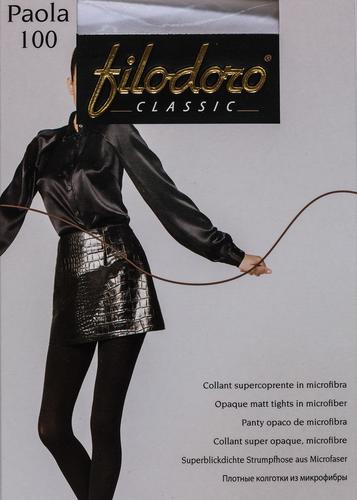 Paola
100
filodoro®
CLASSIC
Collant supercoprente in microfibra
Opaque matt tights in microfiber
Panty opaco de microfibra
Collant super opaque, microfibre
Superblickdichte Strumpfhose aus Microfaser
Плотные колготки из микрофибры